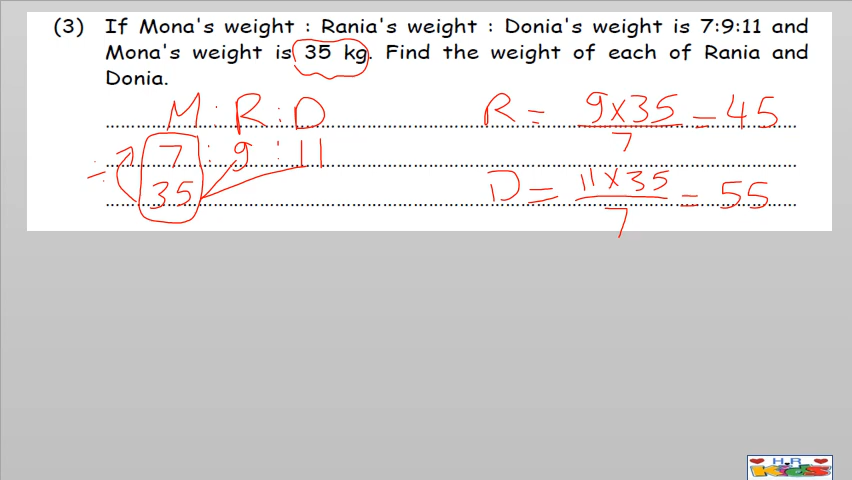 (3) If Mona's weight : Rania's weight : Donia's weight is 7:9:11 and
Mona's weight is 35 kg. Find the weight of each of Rania and
Donia.
M : R : D
7 : 9 : 11
÷ 35
R = 9×35/7 = 45
D = 11×35/7 = 55
H.R
KiDS